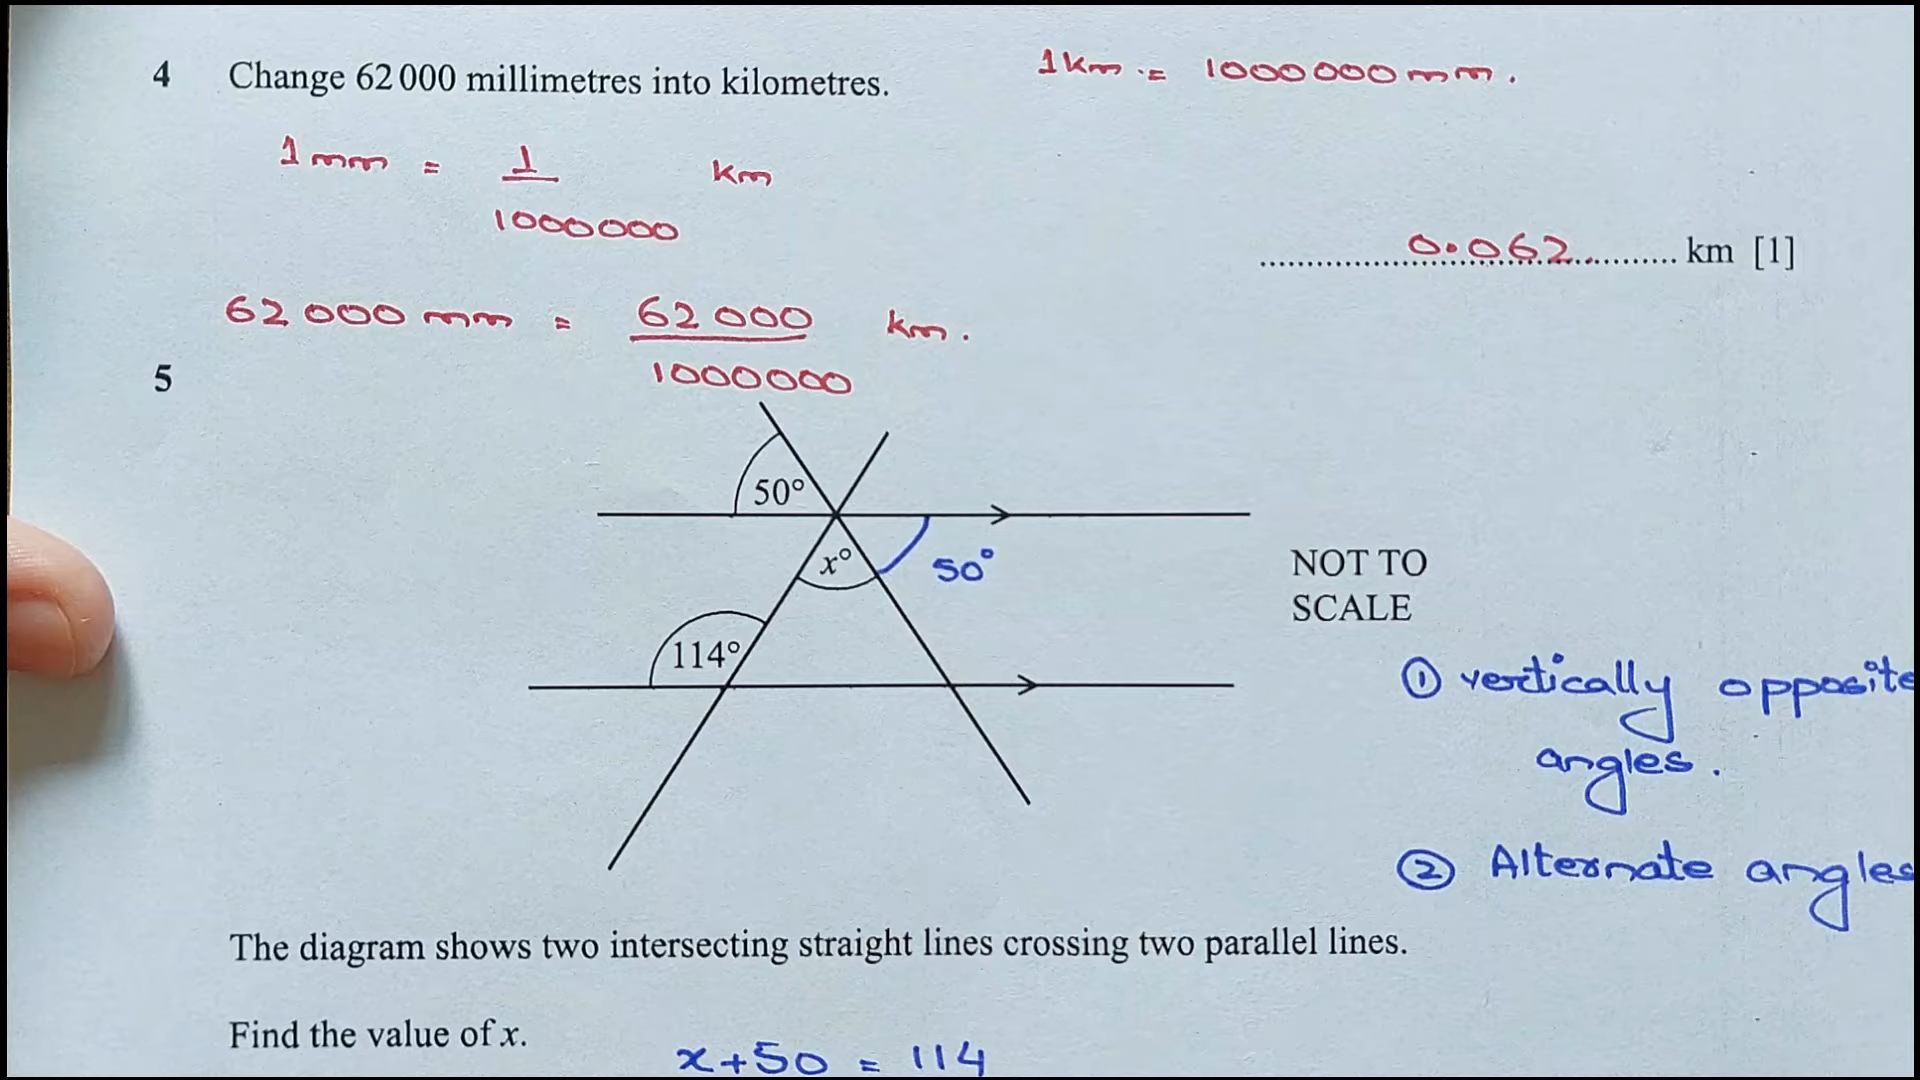 4 Change 62 000 millimetres into kilometres.
1 km = 1000000 mm.
1 mm = 1 km
1000000
0.062 km [1]
62 000 mm = 62 000 km.
1000000
5
50°
x°
50°
114°
NOT TO
SCALE
① vertically opposite
angles.
② Alternate angles
The diagram shows two intersecting straight lines crossing two parallel lines.
Find the value of x.
x + 50 = 114